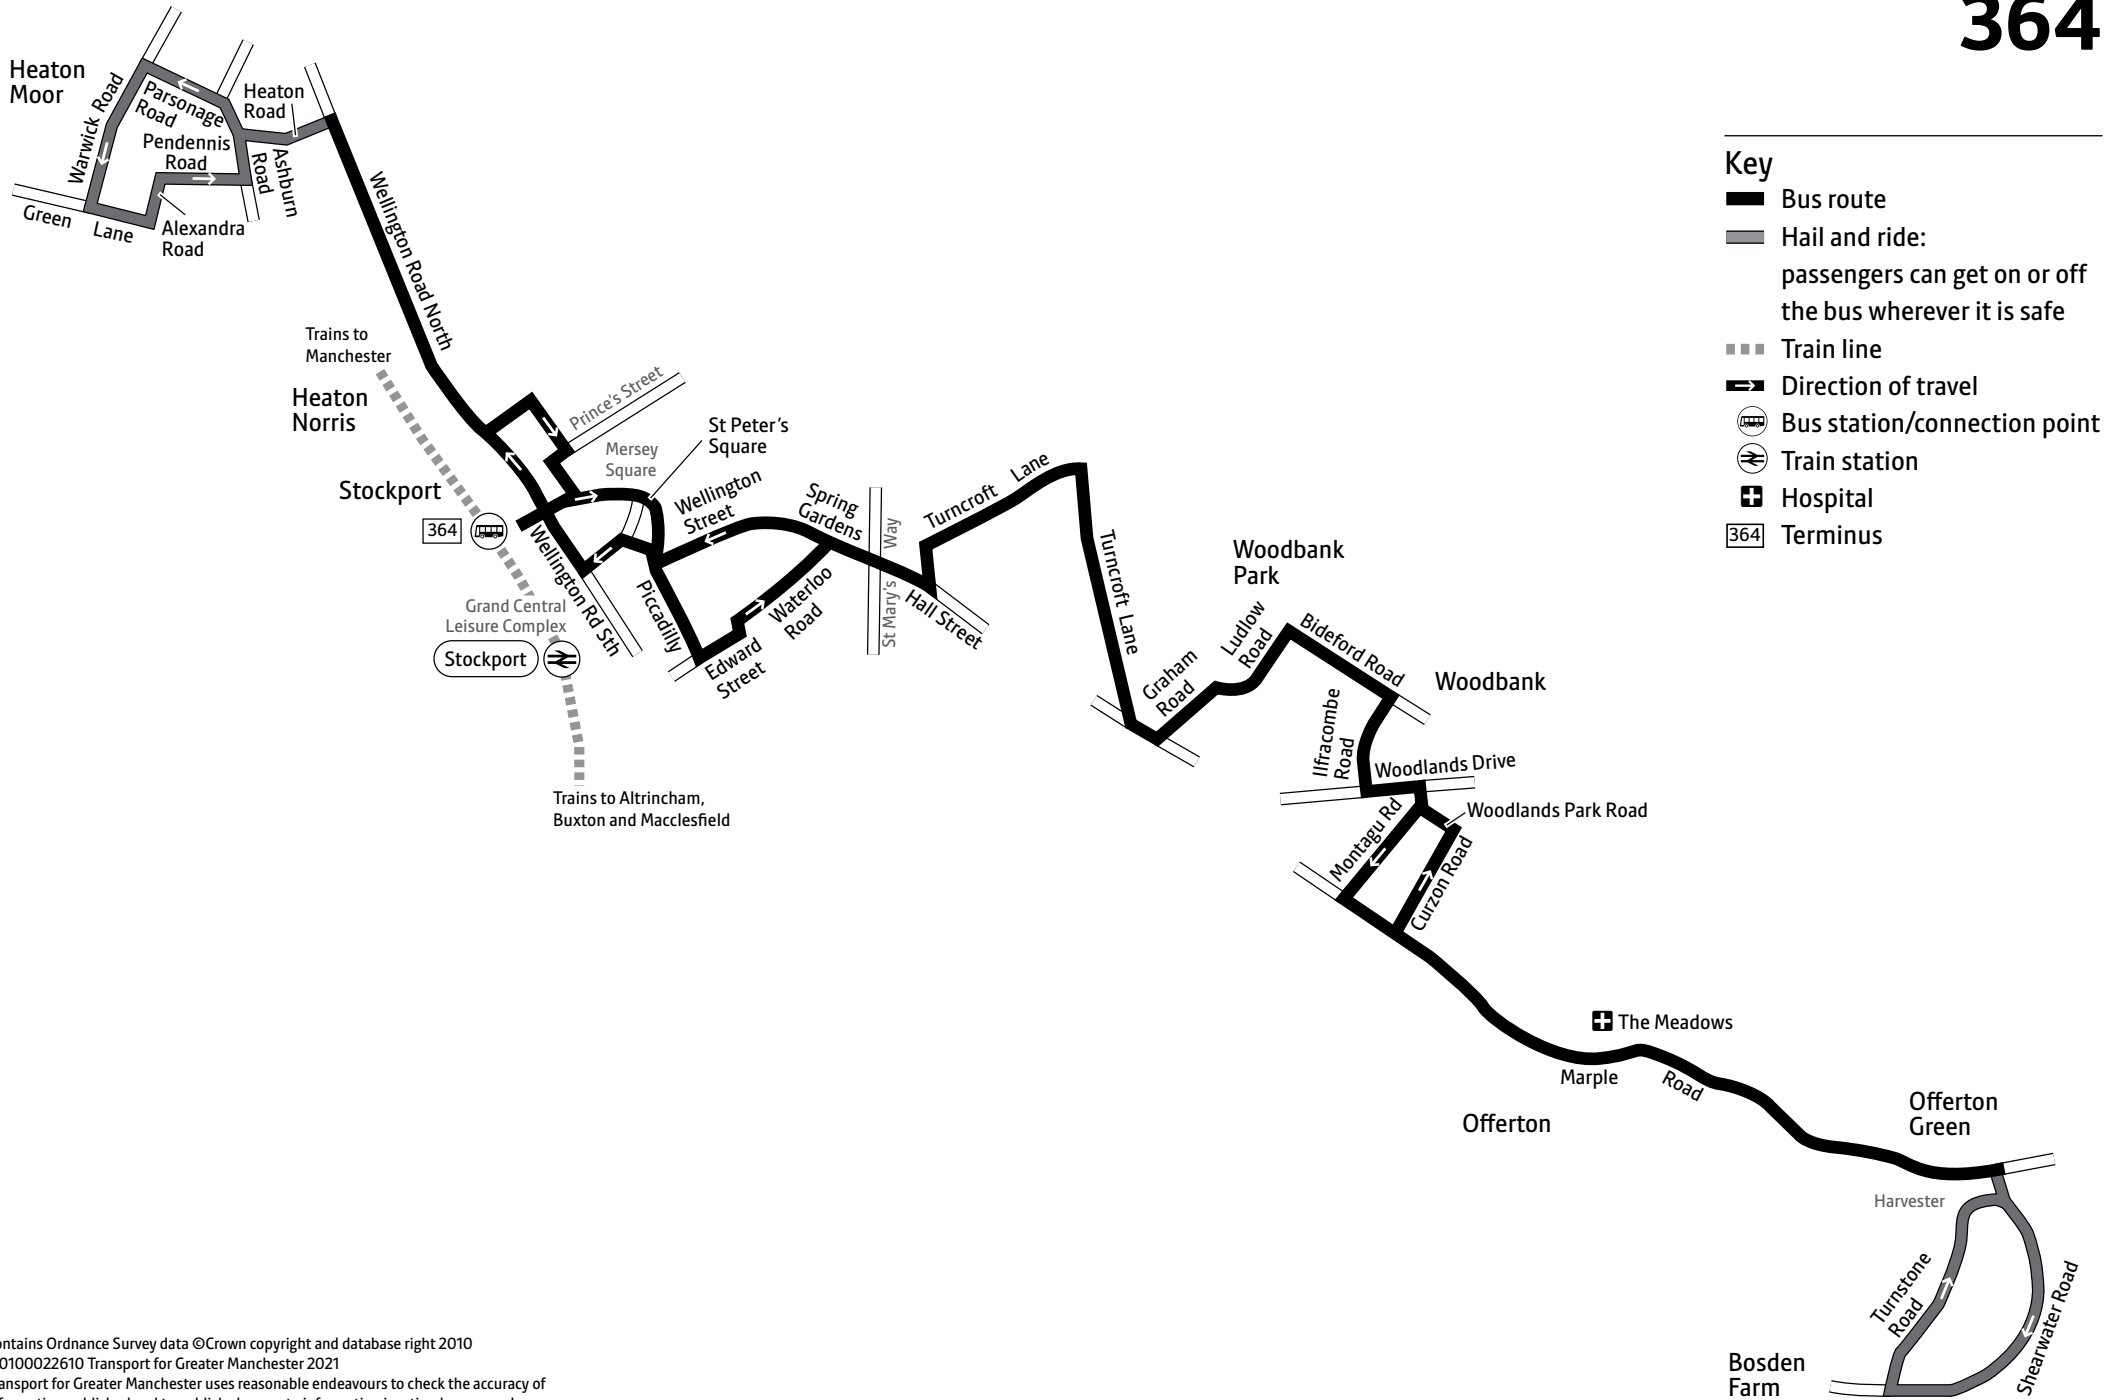 364
Heaton
Moor
Warwick Road
Parsonage
Road
Heaton
Road
Pendennis
Road
Ashburn
Road
Green
Lane
Alexandra
Road
Wellington Road North
Trains to
Manchester
Heaton
Norris
Prince's Street
Mersey
Square
St Peter's
Square
Stockport
364
Wellington
Street
Spring
Gardens
Way
St Mary's
Turncroft
Lane
Wellington Rd Sth
Piccadilly
Waterloo
Road
Edward
Street
Hall Street
Grand Central
Leisure Complex
Stockport
Trains to Altrincham,
Buxton and Macclesfield
Turncroft Lane
Woodbank
Park
Graham
Road
Ludlow
Road
Bideford Road
Woodbank
Ilfracombe
Road
Woodlands Drive
Woodlands Park Road
Montagu Rd
Curzon Road
The Meadows
Marple
Road
Offerton
Offerton
Green
Harvester
Turnstone
Road
Shearwater Road
Bosden
Farm
Key
Bus route
Hail and ride:
passengers can get on or off
the bus wherever it is safe
Train line
Direction of travel
Bus station/connection point
Train station
Hospital
364 Terminus
Ordnance Survey data ©Crown copyright and database right 2010
0100022610 Transport for Greater Manchester 2021
for Greater Manchester uses reasonable endeavours to check the accuracy of